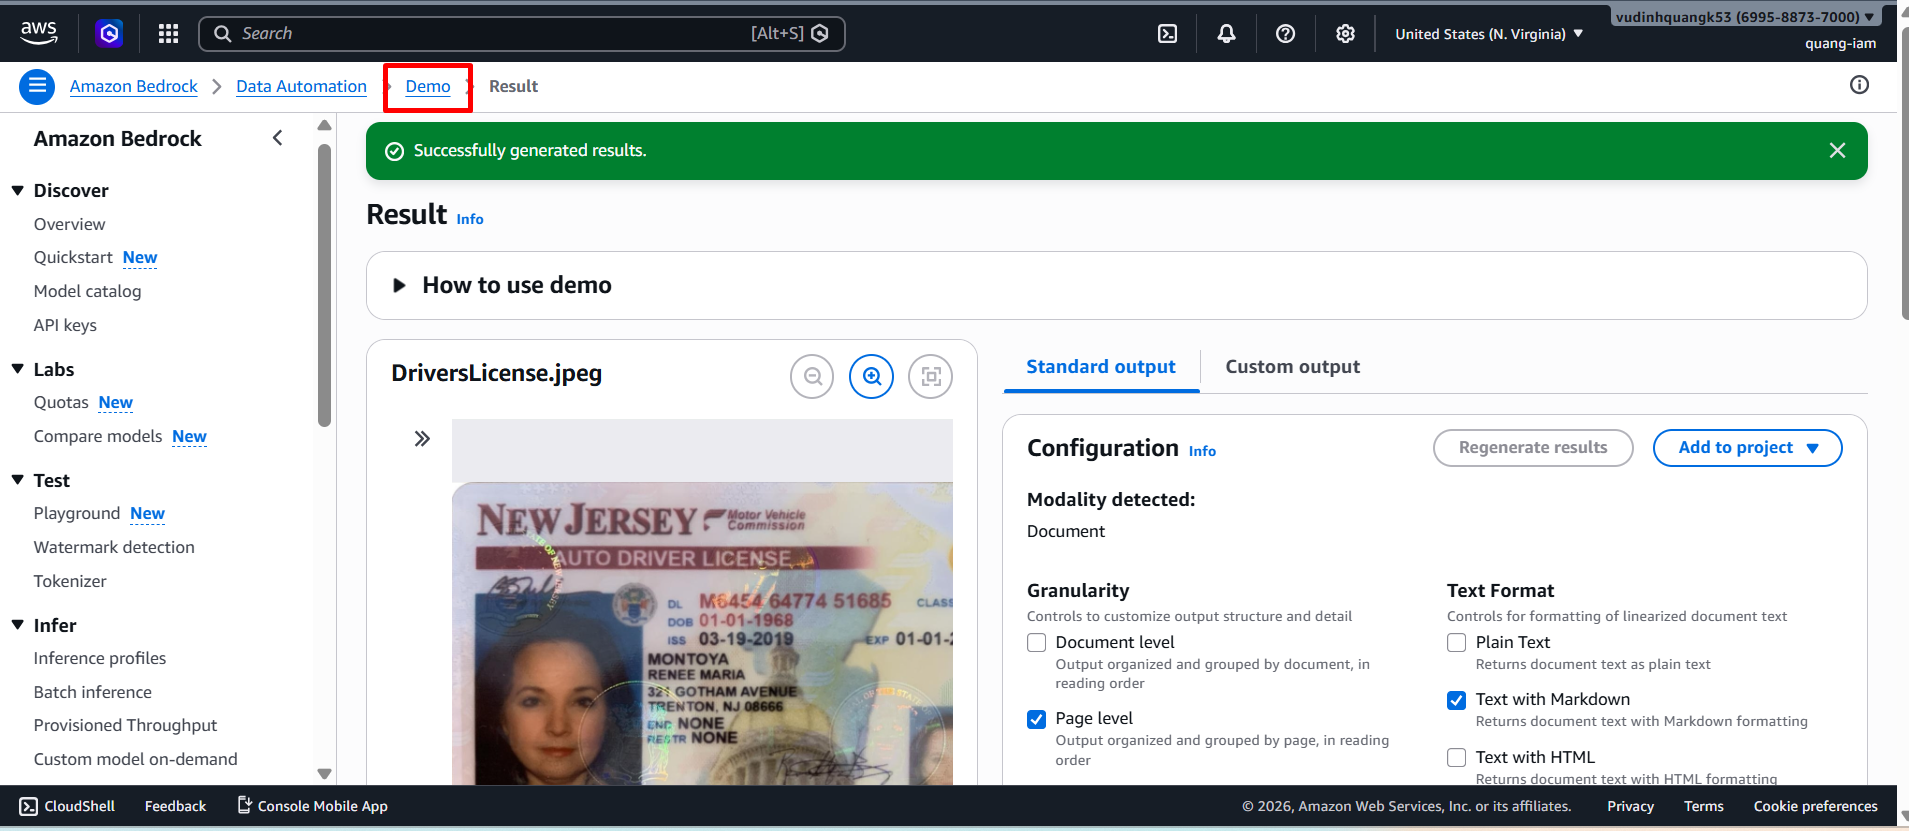 aws
Search
[Alt+S]
United States (N. Virginia)
vudinhquangk53 (6995-8873-7000)
quang-iam
Amazon Bedrock
Data Automation
Demo
Result
Amazon Bedrock
Discover
Overview
Quickstart New
Model catalog
API keys
Labs
Quotas New
Compare models New
Test
Playground New
Watermark detection
Tokenizer
Infer
Inference profiles
Batch inference
Provisioned Throughput
Custom model on-demand
Successfully generated results.
Result Info
How to use demo
DriversLicense.jpeg
NEW JERSEY Motor Vehicle
Commission
AUTO DRIVER LICENSE
DL M6454 64774 51685 CLASS
DOB 01-01-1968
ISS 03-19-2019 EXP 01-01-2
MONTOYA
RENEE MARIA
321 GOTHAM AVENUE
TRENTON, NJ 08666
END NONE
RESTR NONE
Standard output
Custom output
Configuration Info
Regenerate results
Add to project
Modality detected:
Document
Granularity
Controls to customize output structure and detail
Document level
Output organized and grouped by document, in
reading order
Page level
Output organized and grouped by page, in reading
order
Text Format
Controls for formatting of linearized document text
Plain Text
Returns document text as plain text
Text with Markdown
Returns document text with Markdown formatting
Text with HTML
Returns document text with HTML formatting
CloudShell
Feedback
Console Mobile App
© 2026, Amazon Web Services, Inc. or its affiliates.
Privacy
Terms
Cookie preferences